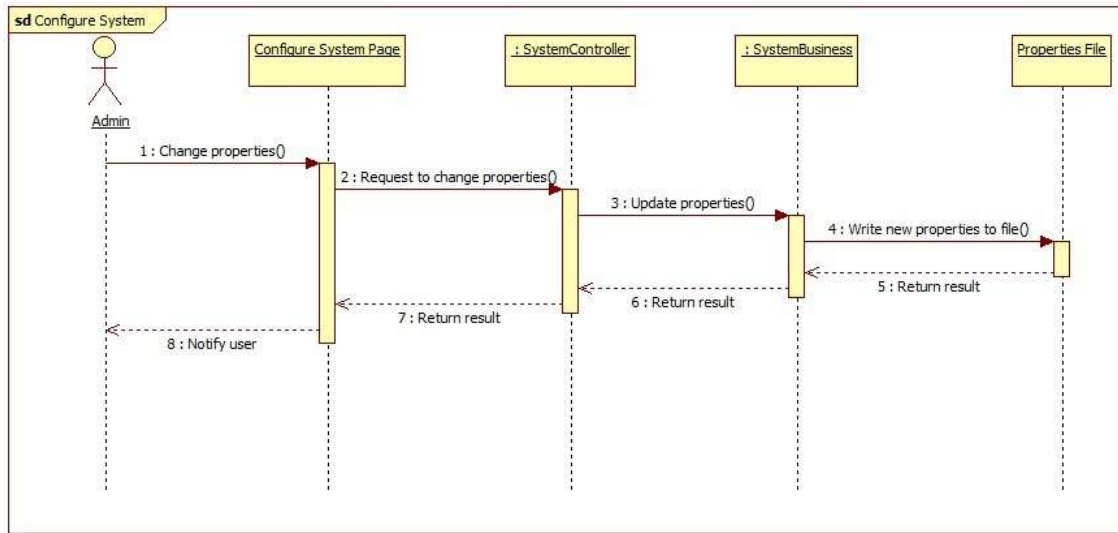 sd Configure System
Configure System Page
: SystemController
: SystemBusiness
Properties File
Admin
1 : Change properties()
2 : Request to change properties()
3 : Update properties()
4 : Write new properties to file()
5 : Return result
6 : Return result
7 : Return result
8 : Notify user